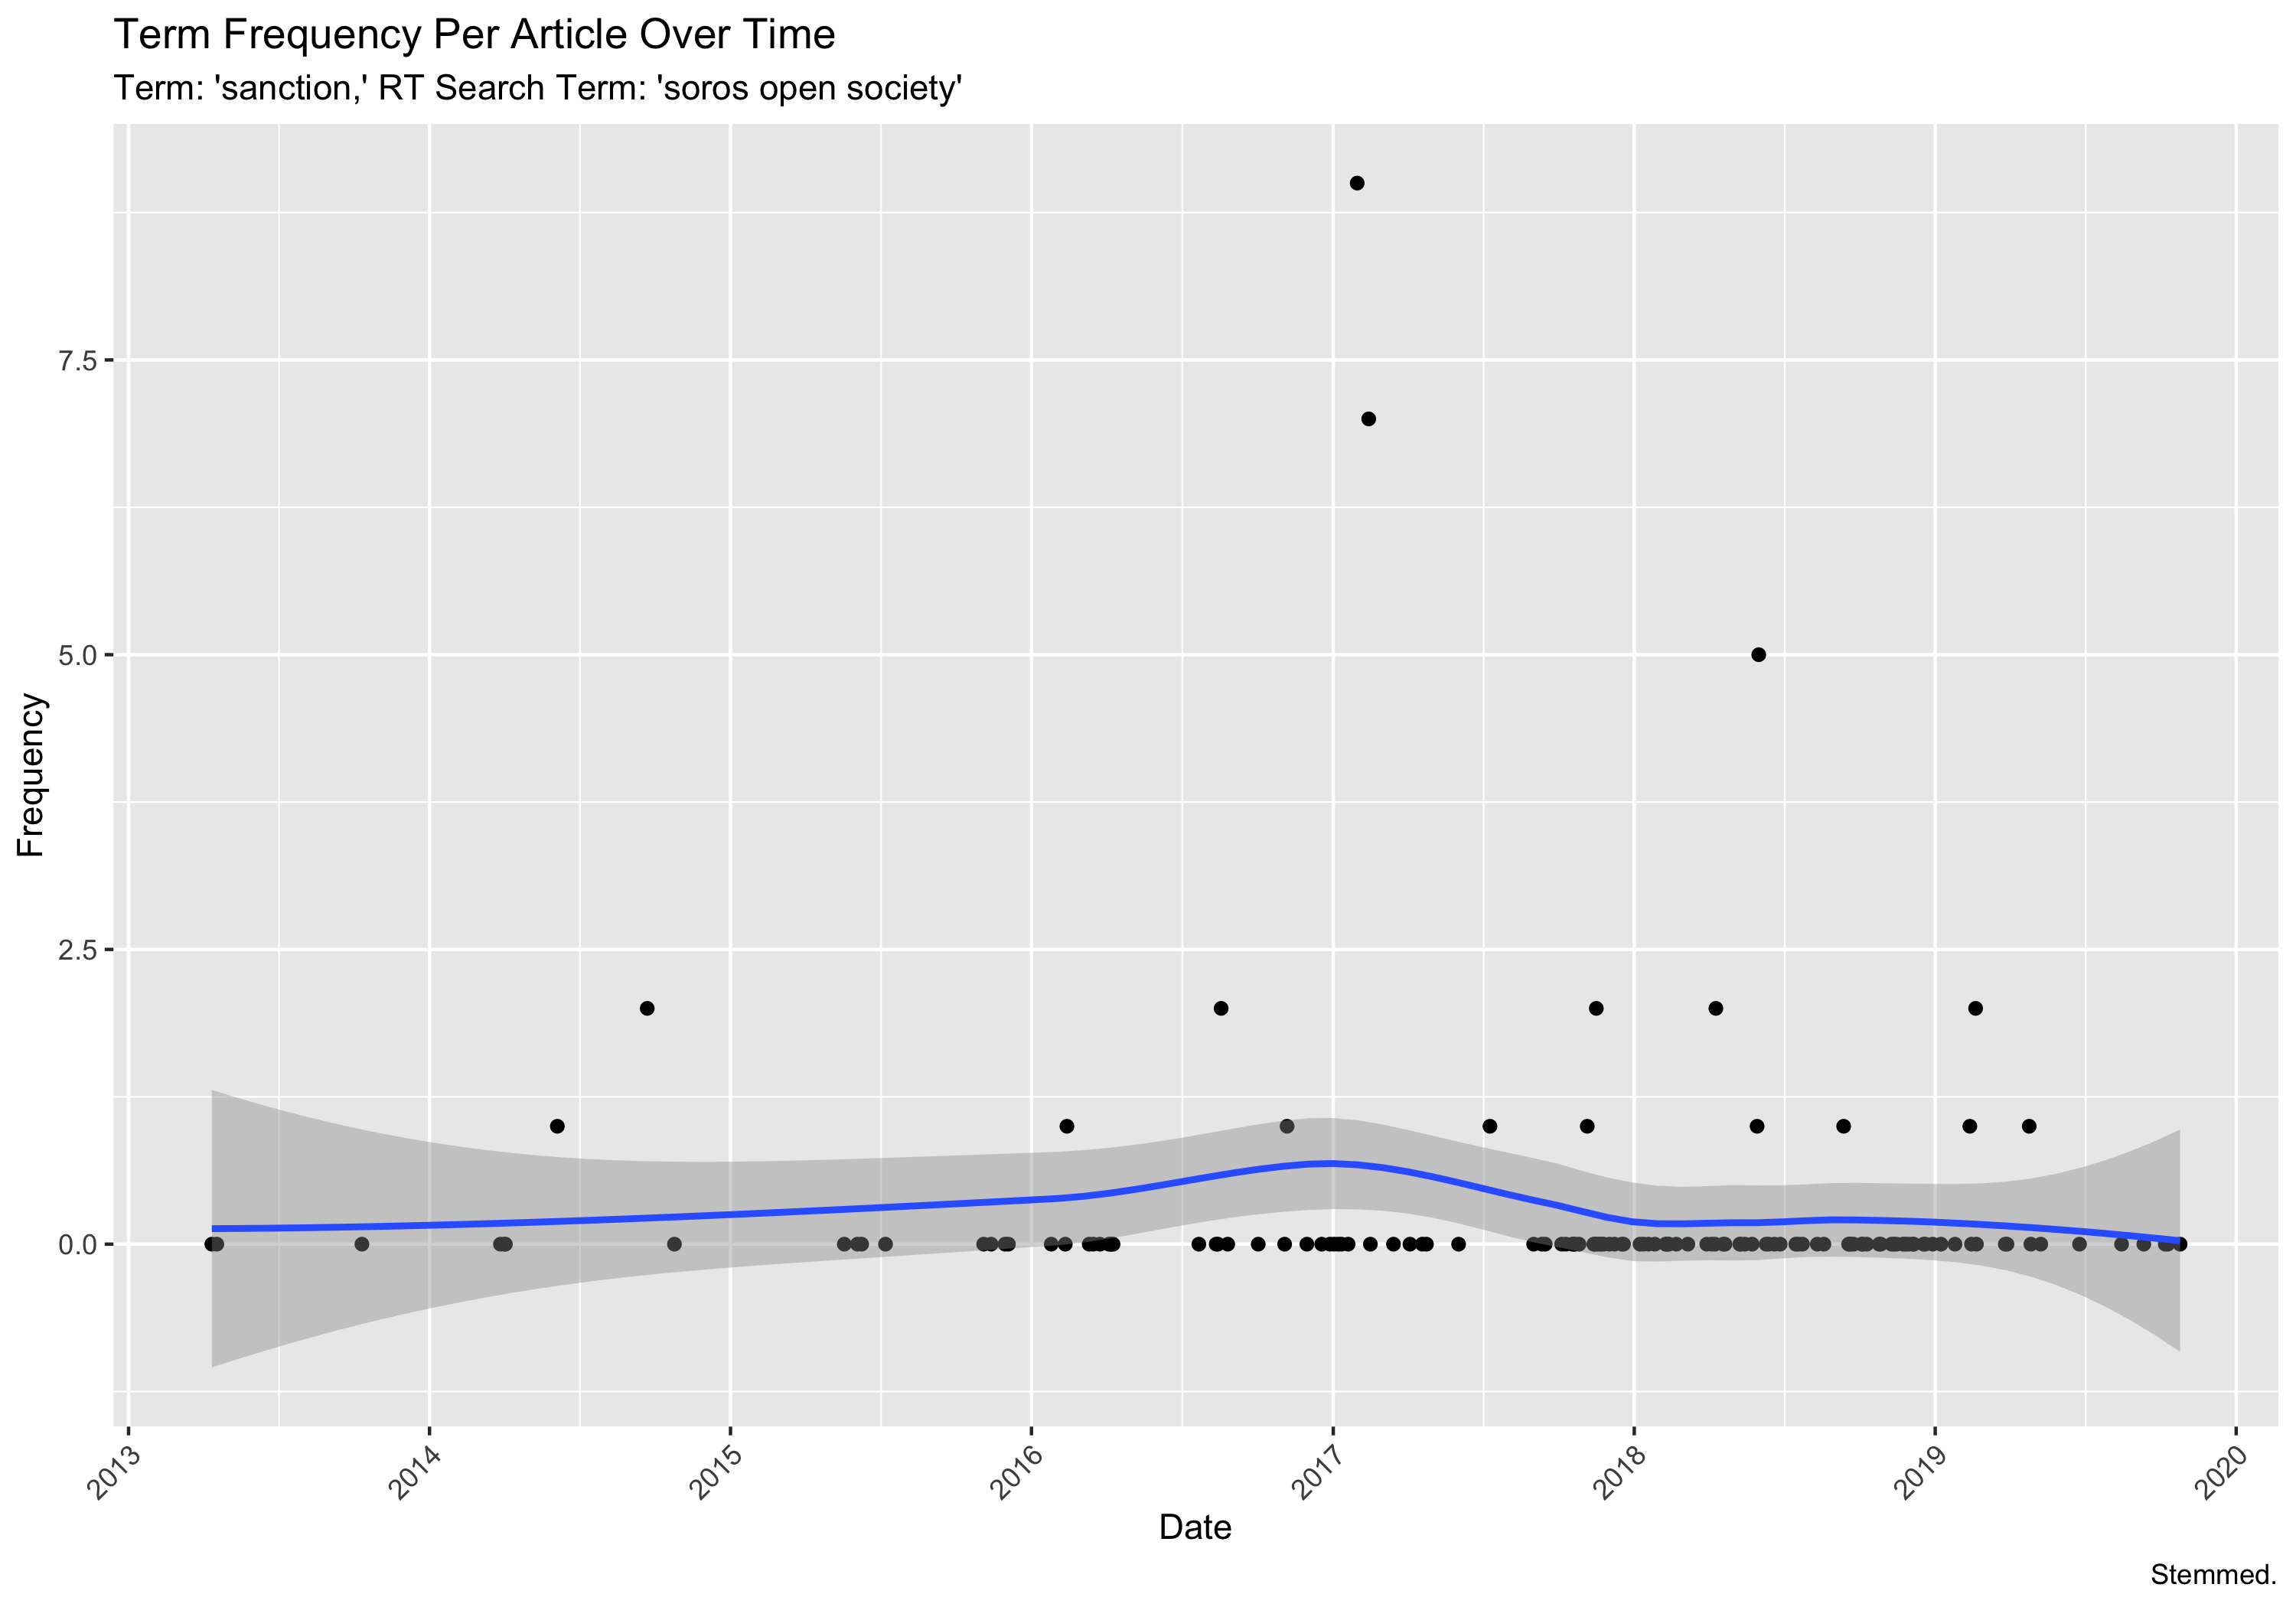 Term Frequency Per Article Over Time
Term: 'sanction,' RT Search Term: 'soros open society'
Frequency
7.5
5.0
2.5
0.0
2013
2014
2015
2016
2017
2018
2019
2020
Date
Stemmed.